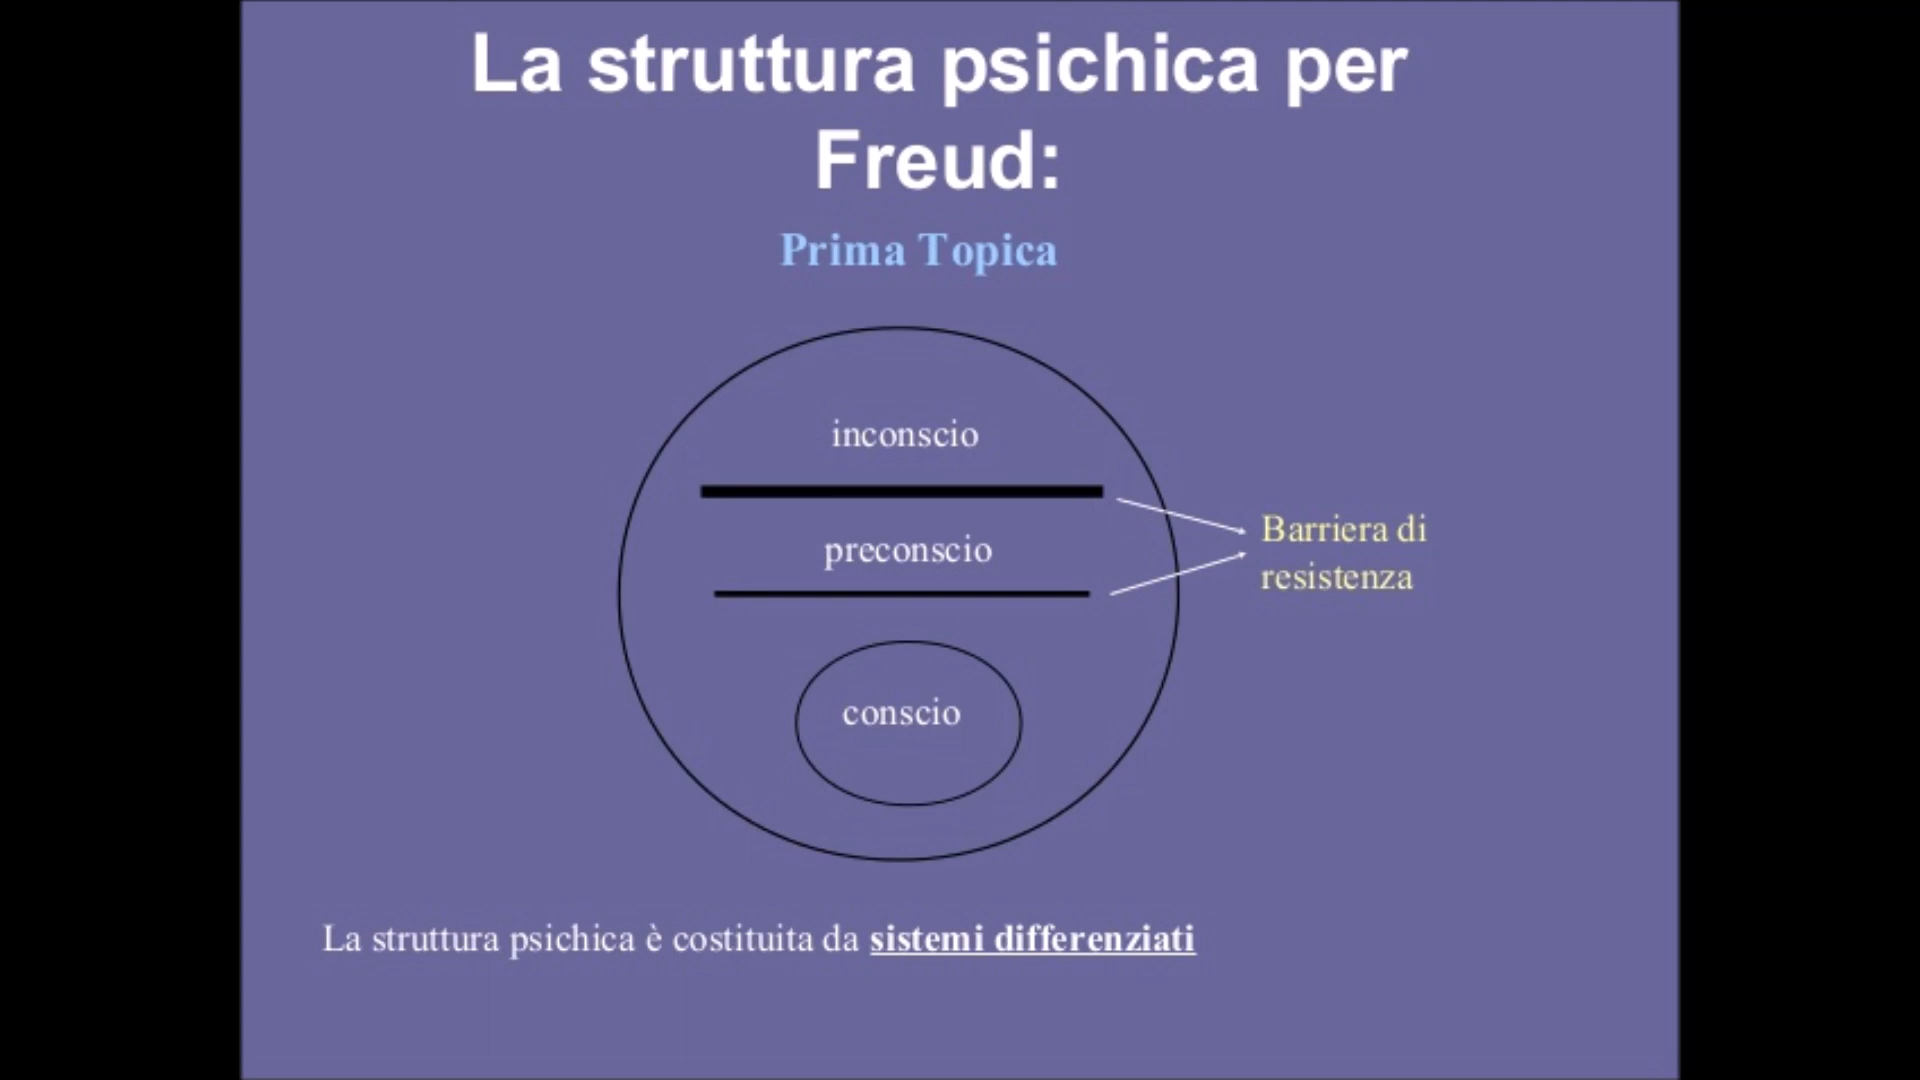 La struttura psichica per
Freud:
Prima Topica
inconscio
preconscio
Barriera di
resistenza
conscio
La struttura psichica è costituita da sistemi differenziati